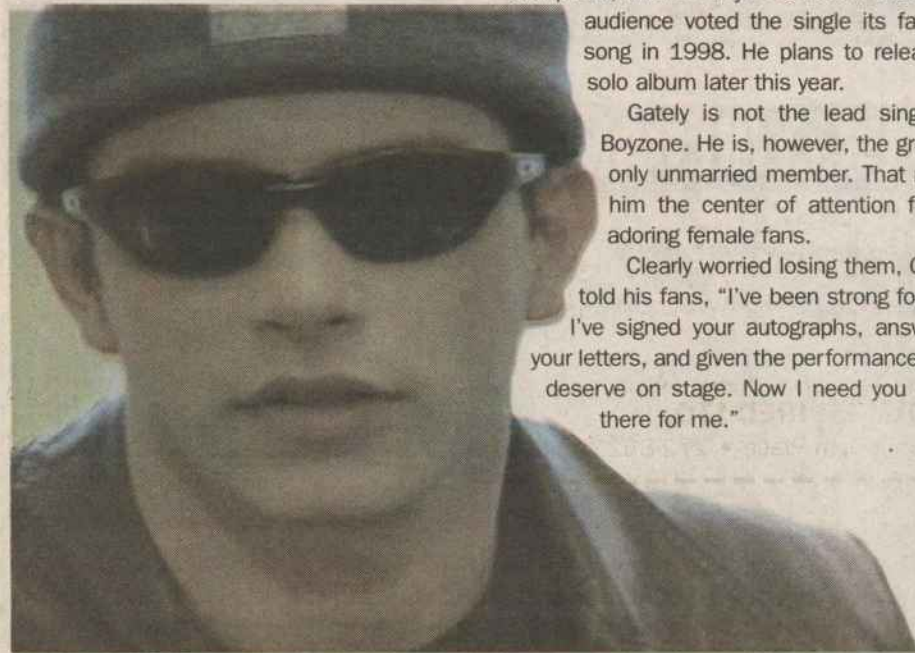 audience voted the single its fa
song in 1998. He plans to relea
solo album later this year.
Gately is not the lead sing
Boyzone. He is, however, the gr
only unmarried member. That
him the center of attention f
adoring female fans.
Clearly worried losing them,
told his fans, "I've been strong fo
I've signed your autographs, answ
your letters, and given the performance
deserve on stage. Now I need you
there for me."